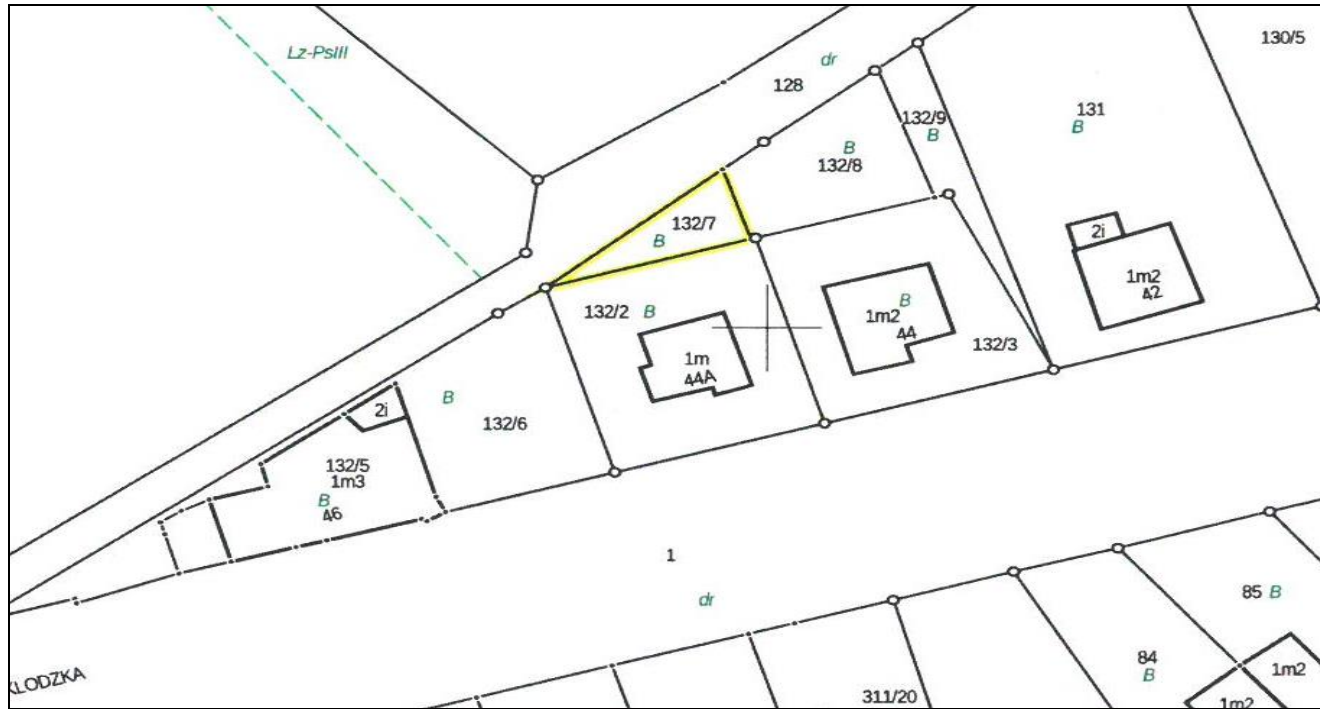 Lz-PsIII
dr
128
130/5
131
B
132/9
B
B
132/8
132/7
B
2i
1m2
42
132/2
B
B
1m2
44
132/3
1m
44A
2i
B
132/6
132/5
1m3
B
46
1
dr
85 B
84
B
1m2
1m2
311/20
KLODZKA